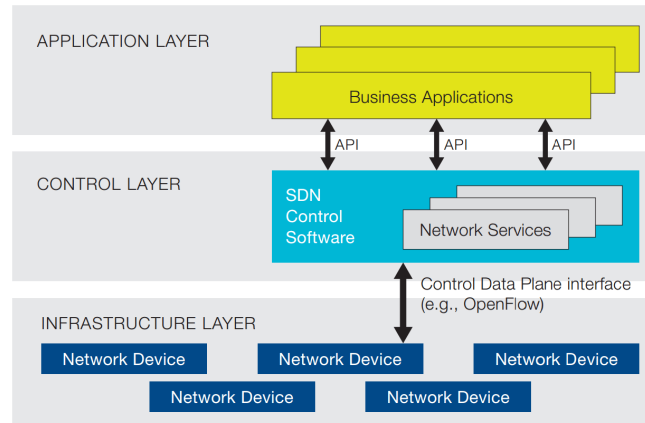 APPLICATION LAYER
Business Applications
API
API
API
CONTROL LAYER
SDN
Control
Software
Network Services
Control Data Plane interface
(e.g., OpenFlow)
INFRASTRUCTURE LAYER
Network Device
Network Device
Network Device
Network Device
Network Device